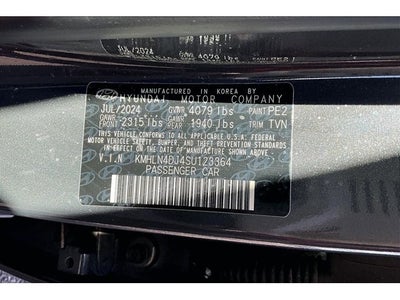 MANUFACTURED IN KOREA
HYUNDAI MOTOR COMPANY
JUL/2024 GVWR 4079 lbs PAINT PE2
GAWR FRONT 2315 lbs GAWR REAR 1940 lbs TRIM TVN
THIS VEHICLE CONFORMS TO ALL APPLICABLE
FEDERAL MOTOR VEHICLE SAFETY, BUMPER,
AND THEFT PREVENTION STANDARDS IN EFFECT
ON THE DATE OF MANUFACTURE SHOWN ABOVE.
V.I.N KMHLN4DJ4SU123364
PASSENGER CAR